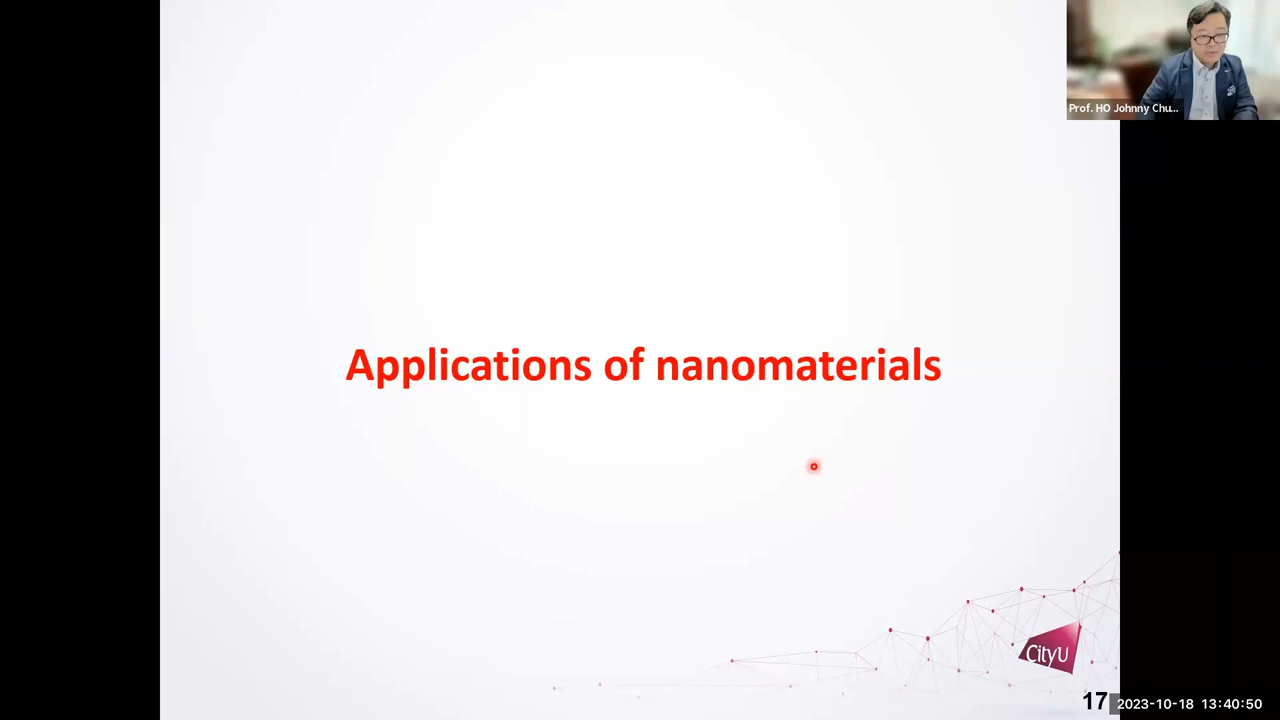 Prof. HO Johnny Chu...
Applications of nanomaterials
CityU
17
2023-10-18 13:40:50